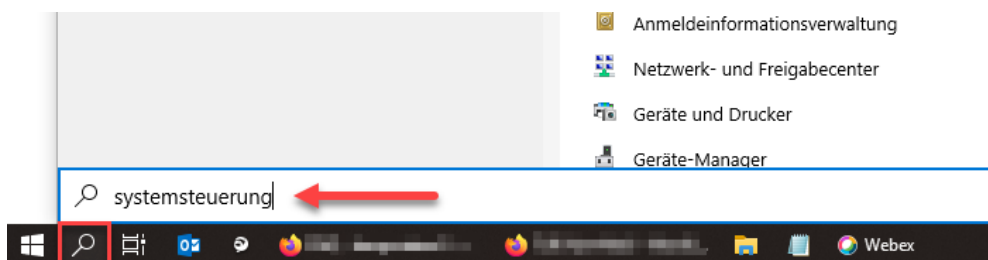 Anmeldeinformationsverwaltung
Netzwerk- und Freigabecenter
Geräte und Drucker
Geräte-Manager
systemsteuerung
Webex